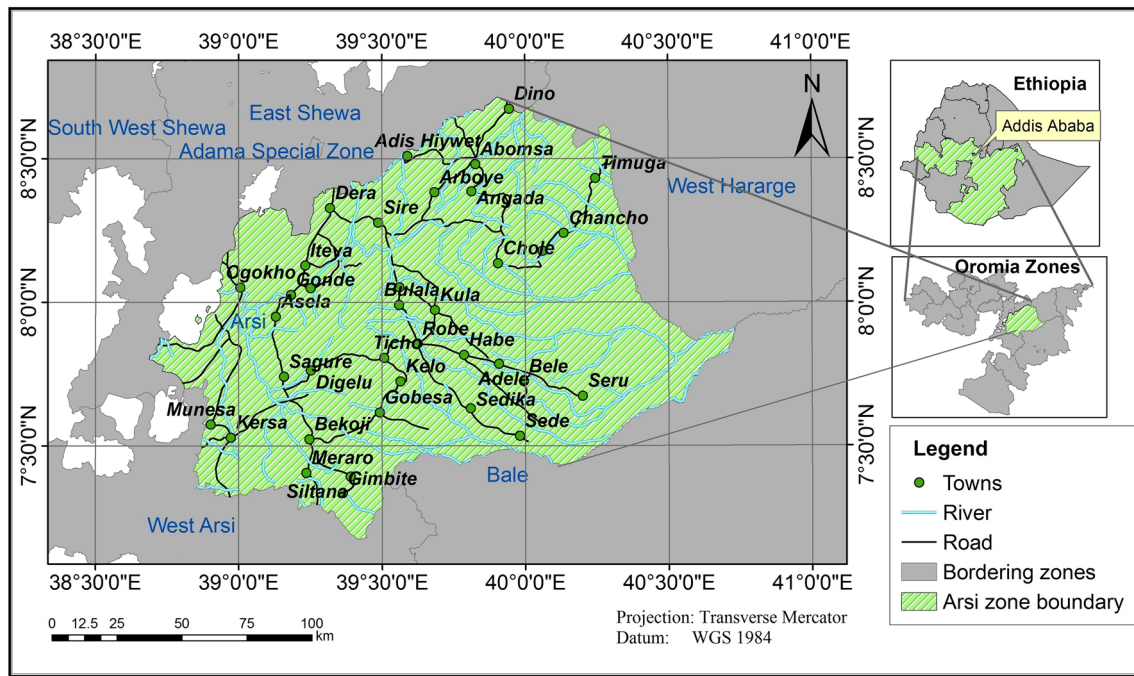 38°30'0"E 39°0'0"E 39°30'0"E 40°0'0"E 40°30'0"E 41°0'0"E
N
Dino
East Shewa
South West Shewa
Adama Special Zone
Adis Hiywet
Abomsa
Timuga
West Hararge
Arboye
Angada
Dera
Sire
Chancho
Chole
Iteya
Ogokho
Gonde
Asela
Arsi
Bulala
Kula
Robe
Ticho
Habe
Sagure
Kelo
Bele
Digelu
Adele
Seru
Gobesa
Sedika
Munesa
Kersa
Bekoji
Sede
Meraro
Gimbite
Siltana
Bale
West Arsi
8°30'0"N
8°0'0"N
7°30'0"N
8°30'0"N
8°0'0"N
7°30'0"N
38°30'0"E 39°0'0"E 39°30'0"E 40°0'0"E 40°30'0"E 41°0'0"E
0 12.5 25 50 75 100
km
Projection: Transverse Mercator
Datum: WGS 1984
Ethiopia
Addis Ababa
Oromia Zones
Legend
Towns
River
Road
Bordering zones
Arsi zone boundary